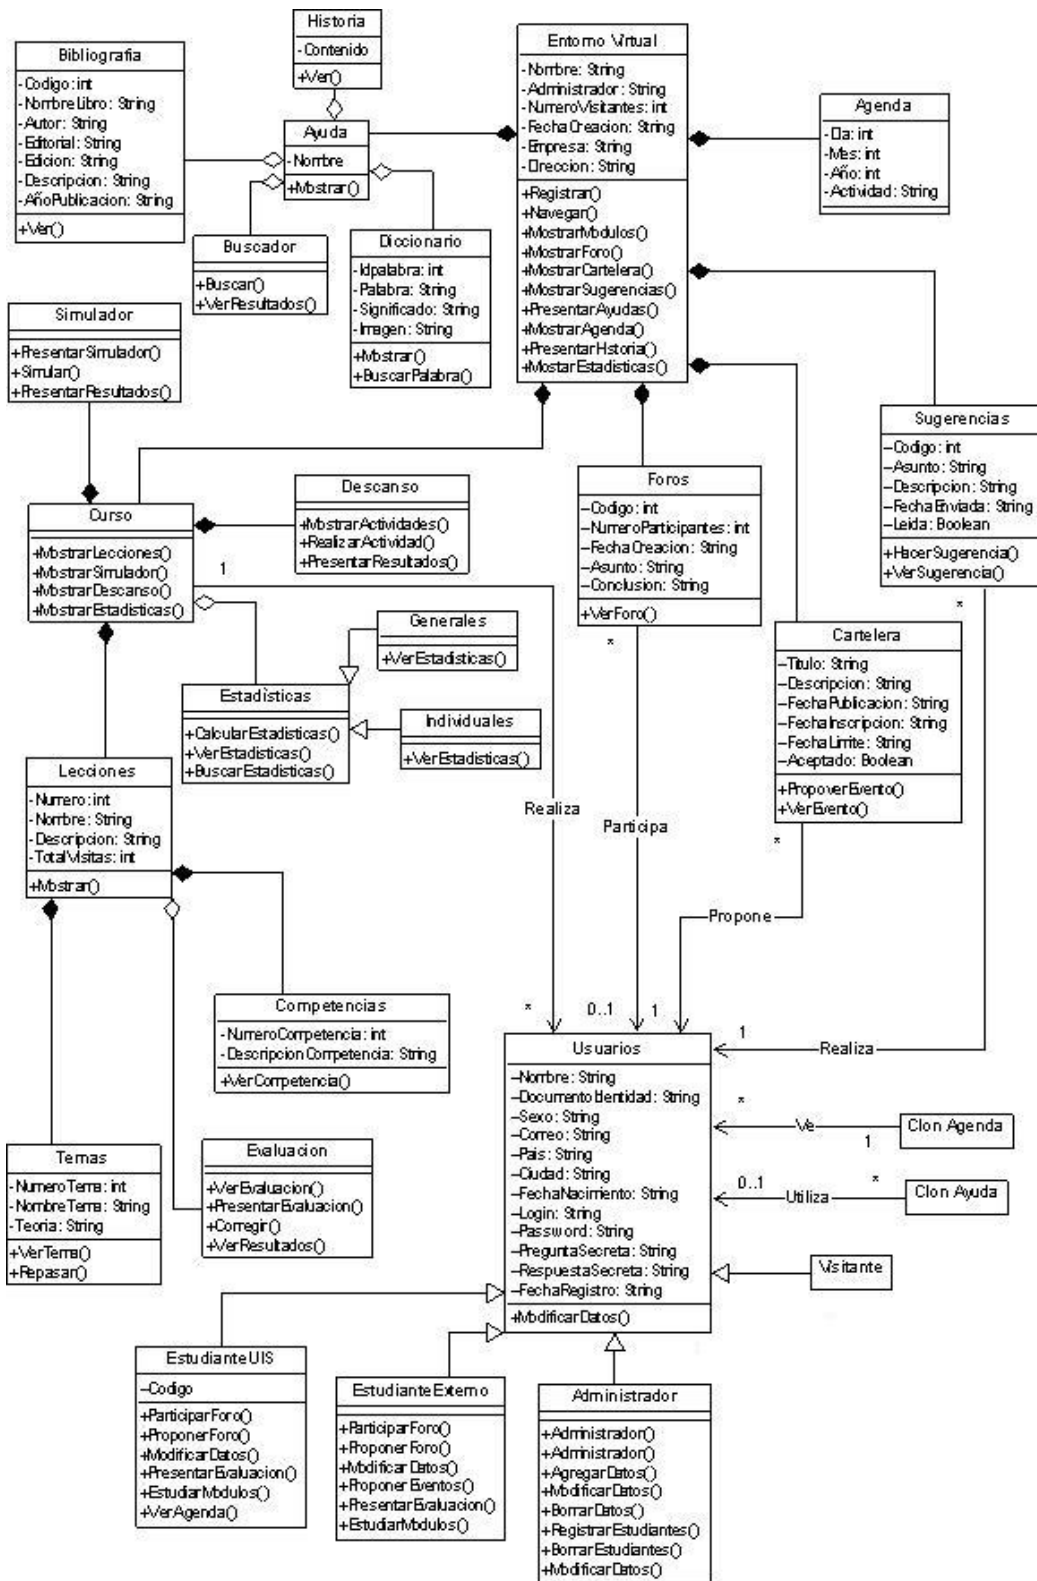 Historia
- Contenido
+Ver()
Bibliografia
- Codigo: int
- NombreLibro: String
- Autor: String
- Editorial: String
- Edicion: String
- Descripcion: String
- AñoPublicacion: String
+Ver()
Ayuda
- Nombre
+Mostrar()
Entorno Virtual
- Nombre: String
- Administrador: String
- NumeroVisitantes: int
- FechaCreacion: String
- Empresa: String
- Direccion: String
+Registrar()
+Navegar()
+MostrarModulos()
+MostrarForo()
+MostrarCartelera()
+MostrarSugerencias()
+PresentarAyudas()
+MostrarAgenda()
+PresentarHistoria()
+MostarEstadisticas()
Agenda
- Dia: int
- Mes: int
- Año: int
- Actividad: String
Buscador
+Buscar()
+VerResultados()
Diccionario
- Idpalabra: int
- Palabra: String
- Significado: String
- Imagen: String
+Mostrar()
+BuscarPalabra()
Simulador
+PresentarSimulador()
+Simular()
+PresentarResultados()
Sugerencias
- Codigo: int
- Asunto: String
- Descripcion: String
- FechaEnviada: String
- Leida: Boolean
+HacerSugerencia()
+VerSugerencia()
*
Curso
+MostrarLecciones()
+MostrarSimulador()
+MostrarDescanso()
+MostrarEstadisticas()
1
Descanso
+MostrarActividades()
+RealizarActividad()
+PresentarResultados()
Foros
- Codigo: int
- NumeroParticipantes: int
- FechaCreacion: String
- Asunto: String
- Conclusion: String
+VerForo()
*
Generales
+VerEstadisticas()
Estadísticas
+CalcularEstadisticas()
+VerEstadisticas()
+BuscarEstadisticas()
Individuales
+VerEstadisticas()
Cartelera
- Titulo: String
- Descripcion: String
- FechaPublicacion: String
- FechaInscripcion: String
- FechaLimite: String
- Aceptado: Boolean
+PropoverEvento()
+VerEvento()
*
Lecciones
- Numero: int
- Nombre: String
- Descripcion: String
- TotalVisitas: int
+Mostrar()
Realiza
Participa
Propone
Competencias
- NumeroCompetencia: int
- DescripcionCompetencia: String
+VerCompetencia()
*
0..1
1
1
Realiza
Usuarios
- Nombre: String
- DocumentoIdentidad: String
- Sexo: String
- Correo: String
- Pais: String
- Ciudad: String
- FechaNacimiento: String
- Login: String
- Password: String
- PreguntaSecreta: String
- RespuestaSecreta: String
- FechaRegistro: String
+ModificarDatos()
*
Ve
1
Clon Agenda
0..1
Utiliza
*
Clon Ayuda
Visitante
Temas
- NumeroTema: int
- NombreTema: String
- Teoria: String
+VerTema()
+Repasar()
Evaluacion
+VerEvaluacion()
+PresentarEvaluacion()
+Corregir()
+VerResultados()
EstudianteUIS
- Codigo
+ParticiparForo()
+ProponerForo()
+ModificarDatos()
+PresentarEvaluacion()
+EstudiarModulos()
+VerAgenda()
EstudianteExterno
+ParticiparForo()
+ProponerForo()
+ModificarDatos()
+ProponerEventos()
+PresentarEvaluacion()
+EstudiarModulos()
Administrador
+Administrador()
+Administrador()
+AgregarDatos()
+ModificarDatos()
+BorrarDatos()
+RegistrarEstudiantes()
+BorrarEstudiantes()
+ModificarDatos()